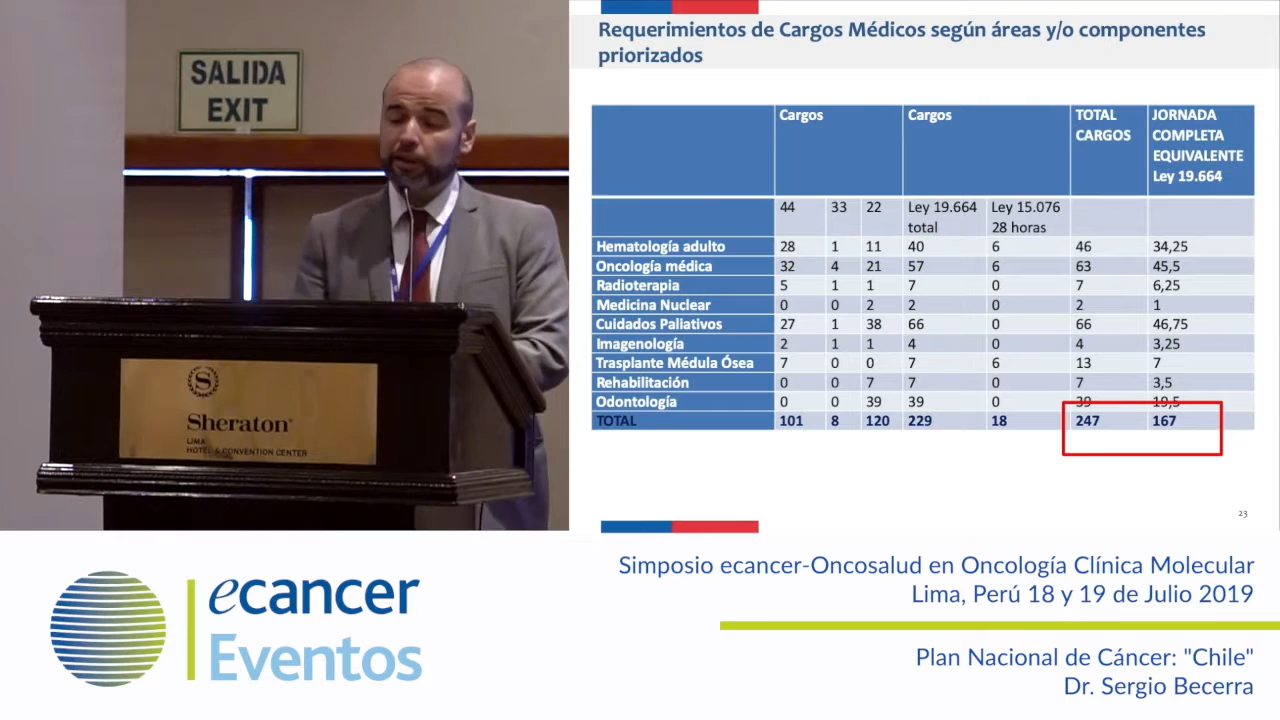 SALIDA
EXIT
S
Sheraton
LIMA
HOTEL & CONVENTION CENTER
Requerimientos de Cargos Médicos según áreas y/o componentes
priorizados
Cargos Cargos TOTAL CARGOS JORNADA COMPLETA EQUIVALENTE Ley 19.664
44 33 22 Ley 19.664 total Ley 15.076 28 horas
Hematología adulto 28 1 11 40 6 46 34,25
Oncología médica 32 4 21 57 6 63 45,5
Radioterapia 5 1 1 7 0 7 6,25
Medicina Nuclear 0 0 2 2 0 2 1
Cuidados Paliativos 27 1 38 66 0 66 46,75
Imagenología 2 1 1 4 0 4 3,25
Trasplante Médula Ósea 7 0 0 7 6 13 7
Rehabilitación 0 0 7 7 0 7 3,5
Odontología 0 0 39 39 0 39 19,5
TOTAL 101 8 120 229 18 247 167
23
ecancer
Eventos
Simposio ecancer-Oncosalud en Oncología Clínica Molecular
Lima, Perú 18 y 19 de Julio 2019
Plan Nacional de Cáncer: "Chile"
Dr. Sergio Becerra